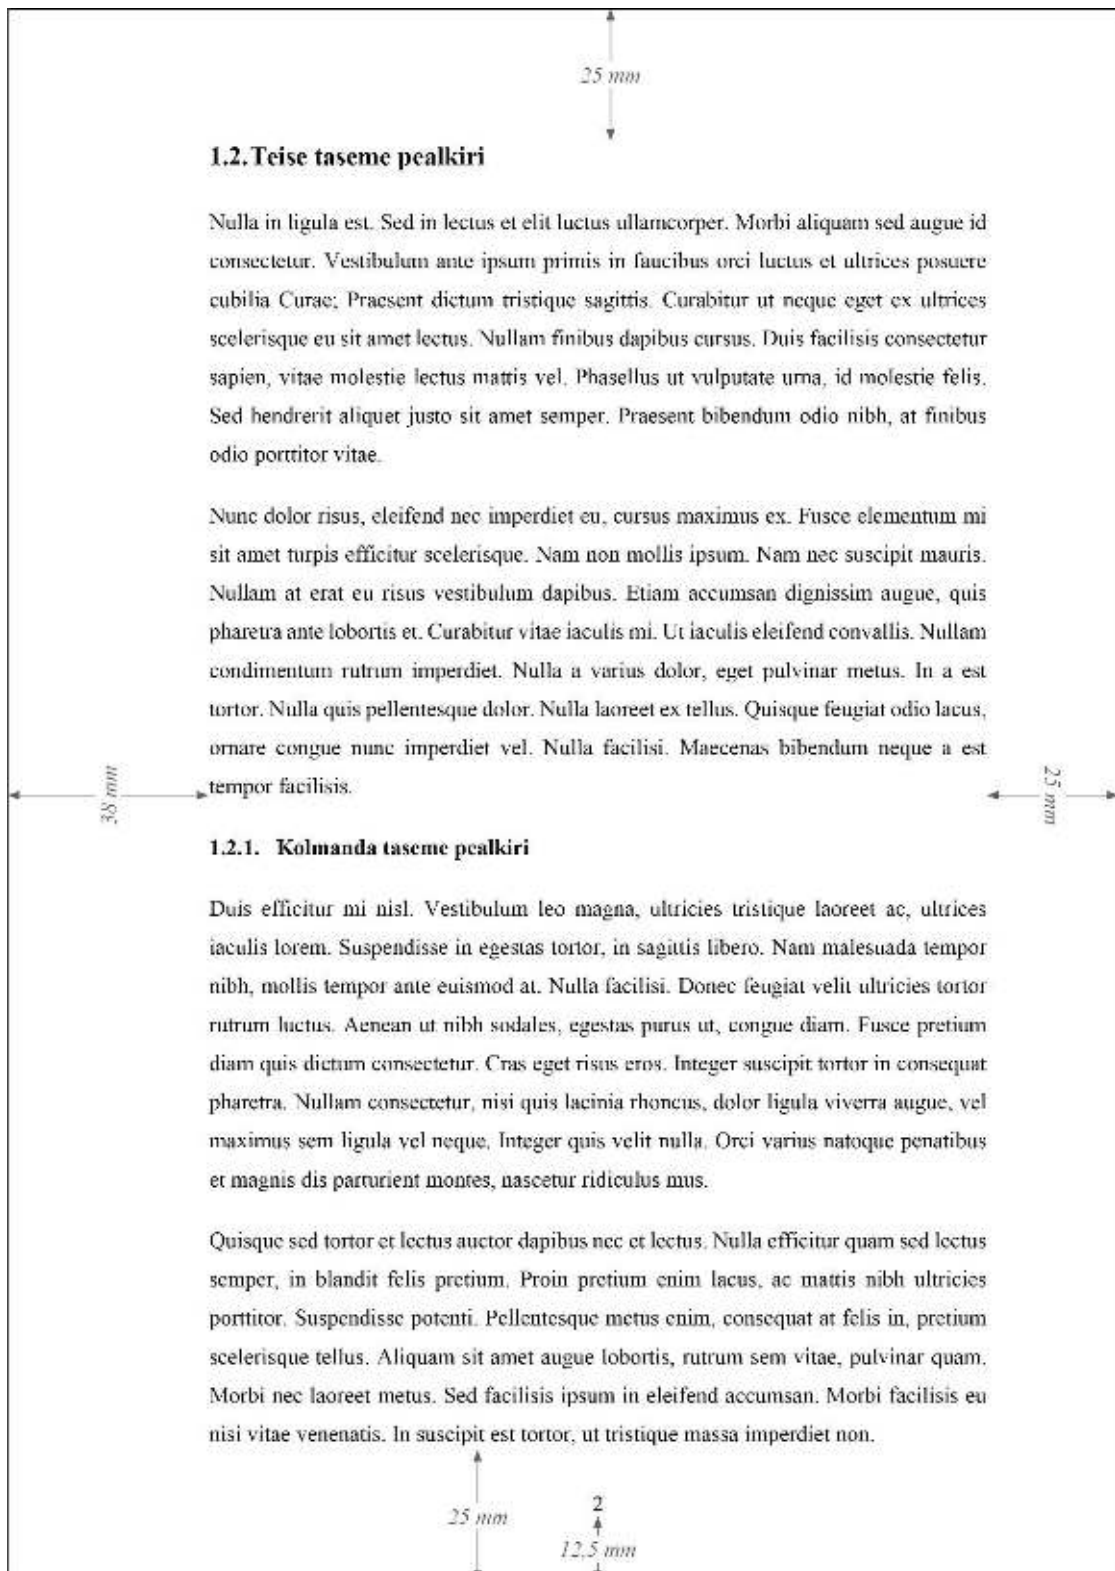 25 mm
1.2. Teise taseme pealkiri
Nulla in ligula est. Sed in lectus et elit luctus ullamcorper. Morbi aliquam sed augue id
consectetur. Vestibulum ante ipsum primis in faucibus orci luctus et ultrices posuere
cubilia Curae; Praesent dictum tristique sagittis. Curabitur ut neque eget ex ultrices
scelerisque eu sit amet lectus. Nullam finibus dapibus cursus. Duis facilisis consectetur
sapien, vitae molestie lectus mattis vel. Phasellus ut vulputate urna, id molestie felis.
Sed hendrerit aliquet justo sit amet semper. Praesent bibendum odio nibh, at finibus
odio porttitor vitae.
Nunc dolor risus, eleifend nec imperdiet eu, cursus maximus ex. Fusce elementum mi
sit amet turpis efficitur scelerisque. Nam non mollis ipsum. Nam nec suscipit mauris.
Nullam at erat eu risus vestibulum dapibus. Etiam accumsan dignissim augue, quis
pharetra ante lobortis et. Curabitur vitae iaculis mi. Ut iaculis eleifend convallis. Nullam
condimentum rutrum imperdiet. Nulla a varius dolor, eget pulvinar metus. In a est
tortor. Nulla quis pellentesque dolor. Nulla laoreet ex tellus. Quisque feugiat odio lacus,
ornare congue nunc imperdiet vel. Nulla facilisi. Maecenas bibendum neque a est
tempor facilisis.
38 mm
25 mm
1.2.1. Kolmanda taseme pealkiri
Duis efficitur mi nisl. Vestibulum leo magna, ultricies tristique laoreet ac, ultrices
iaculis lorem. Suspendisse in egestas tortor, in sagittis libero. Nam malesuada tempor
nibh, mollis tempor ante euismod at. Nulla facilisi. Donec feugiat velit ultricies tortor
rutrum luctus. Aenean ut nibh sodales, egestas purus ut, congue diam. Fusce pretium
diam quis dictum consectetur. Cras eget risus eros. Integer suscipit tortor in consequat
pharetra. Nullam consectetur, nisi quis lacinia rhoncus, dolor ligula viverra augue, vel
maximus sem ligula vel neque. Integer quis velit nulla. Orci varius natoque penatibus
et magnis dis parturient montes, nascetur ridiculus mus.
Quisque sed tortor et lectus auctor dapibus nec et lectus. Nulla efficitur quam sed lectus
semper, in blandit felis pretium. Proin pretium enim lacus, ac mattis nibh ultricies
porttitor. Suspendisse potenti. Pellentesque metus enim, consequat at felis in, pretium
scelerisque tellus. Aliquam sit amet augue lobortis, rutrum sem vitae, pulvinar quam.
Morbi nec laoreet metus. Sed facilisis ipsum in eleifend accumsan. Morbi facilisis eu
nisi vitae venenatis. In suscipit est tortor, ut tristique massa imperdiet non.
25 mm
2
12,5 mm